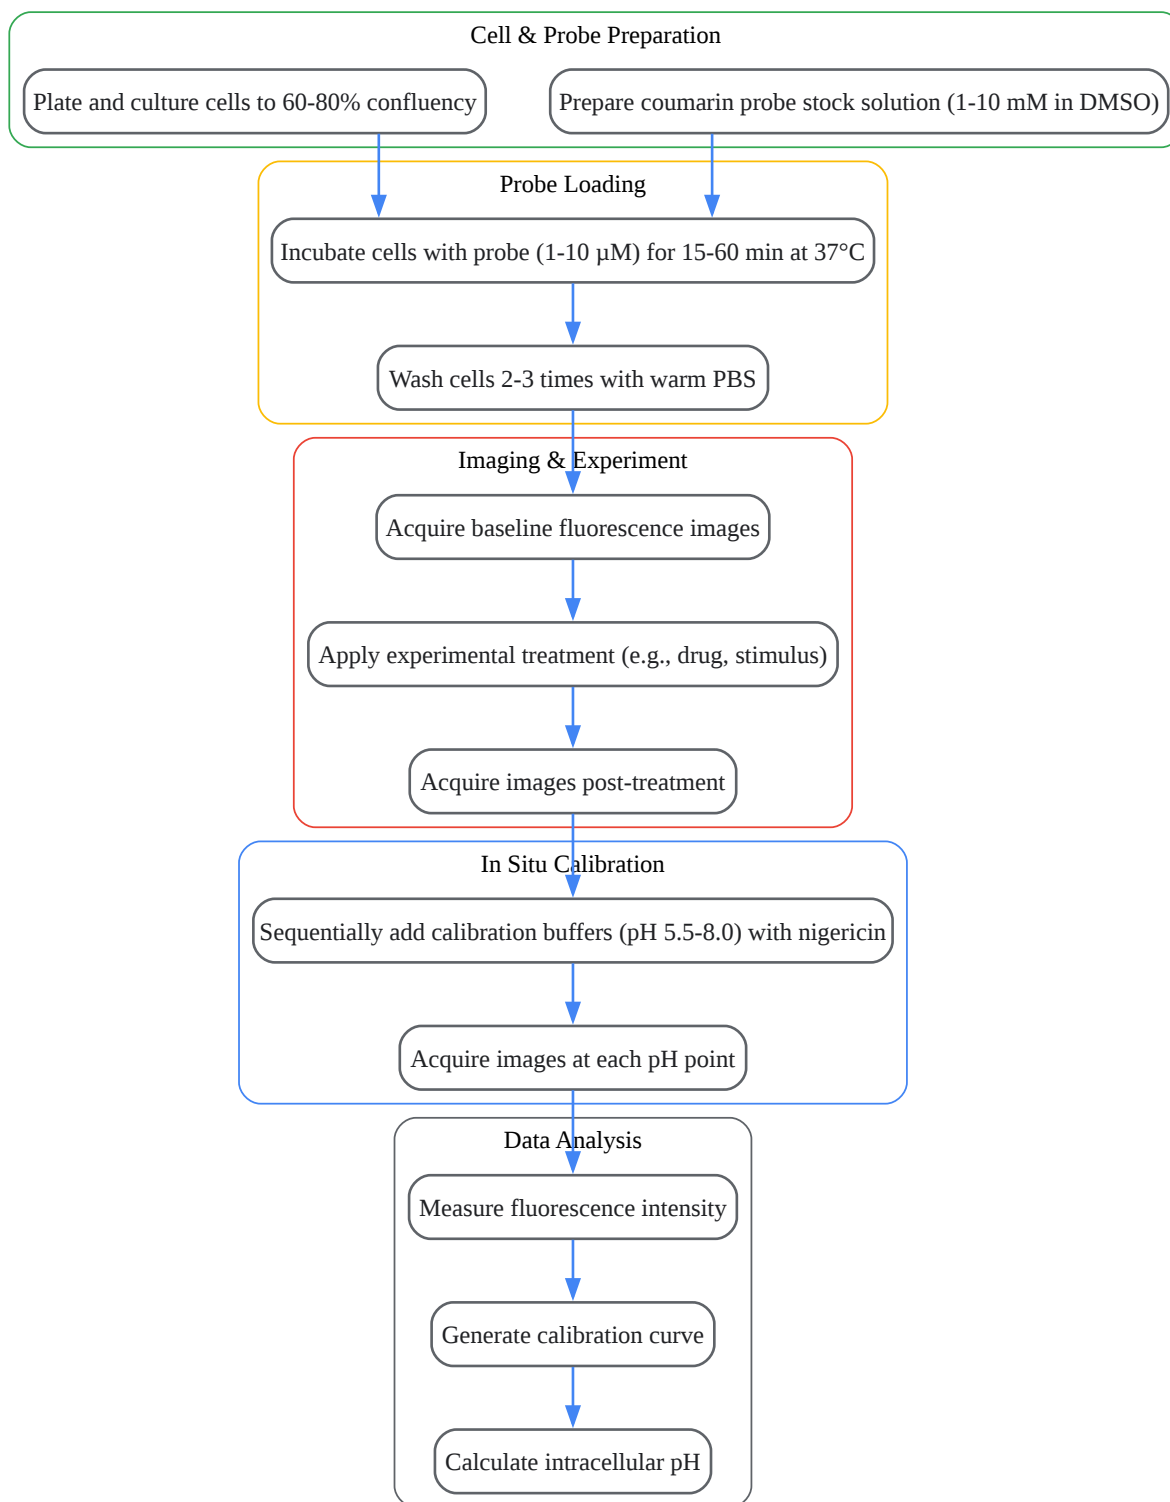 Cell & Probe Preparation
Plate and culture cells to 60-80% confluency
Prepare coumarin probe stock solution (1-10 mM in DMSO)
Probe Loading
Incubate cells with probe (1-10 µM) for 15-60 min at 37°C
Wash cells 2-3 times with warm PBS
Imaging & Experiment
Acquire baseline fluorescence images
Apply experimental treatment (e.g., drug, stimulus)
Acquire images post-treatment
In Situ Calibration
Sequentially add calibration buffers (pH 5.5-8.0) with nigericin
Acquire images at each pH point
Data Analysis
Measure fluorescence intensity
Generate calibration curve
Calculate intracellular pH